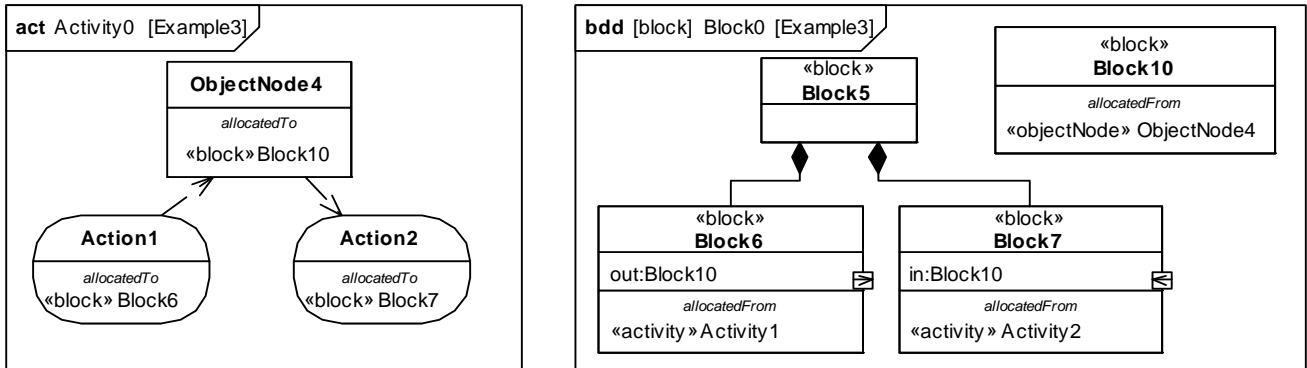 act Activity0 [Example3]
ObjectNode4
allocatedTo
«block» Block10
Action1
allocatedTo
«block» Block6
Action2
allocatedTo
«block» Block7
bdd [block] Block0 [Example3]
«block»
Block5
«block»
Block10
allocatedFrom
«objectNode» ObjectNode4
«block»
Block6
out:Block10
allocatedFrom
«activity» Activity1
«block»
Block7
in:Block10
allocatedFrom
«activity» Activity2